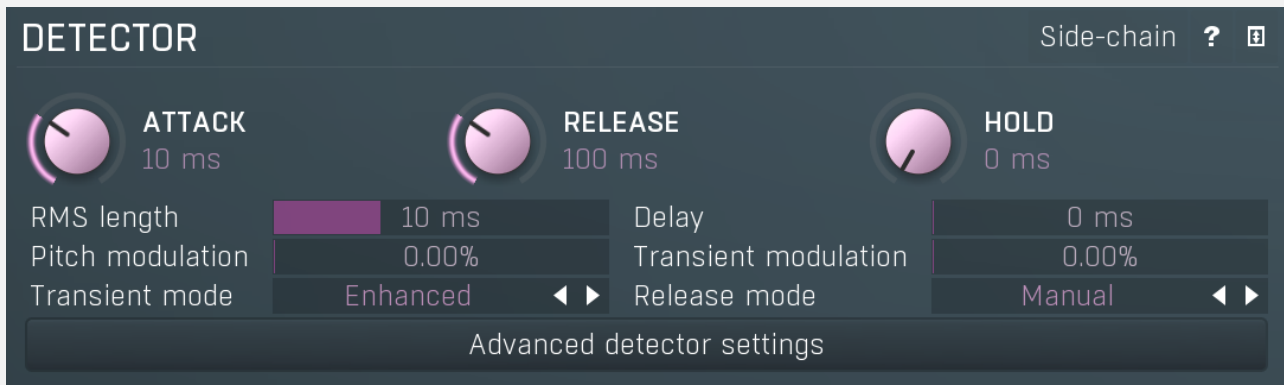 DETECTOR Side-chain ?
ATTACK
10 ms
RELEASE
100 ms
HOLD
0 ms
RMS length 10 ms Delay 0 ms
Pitch modulation 0.00% Transient modulation 0.00%
Transient mode Enhanced Release mode Manual
Advanced detector settings